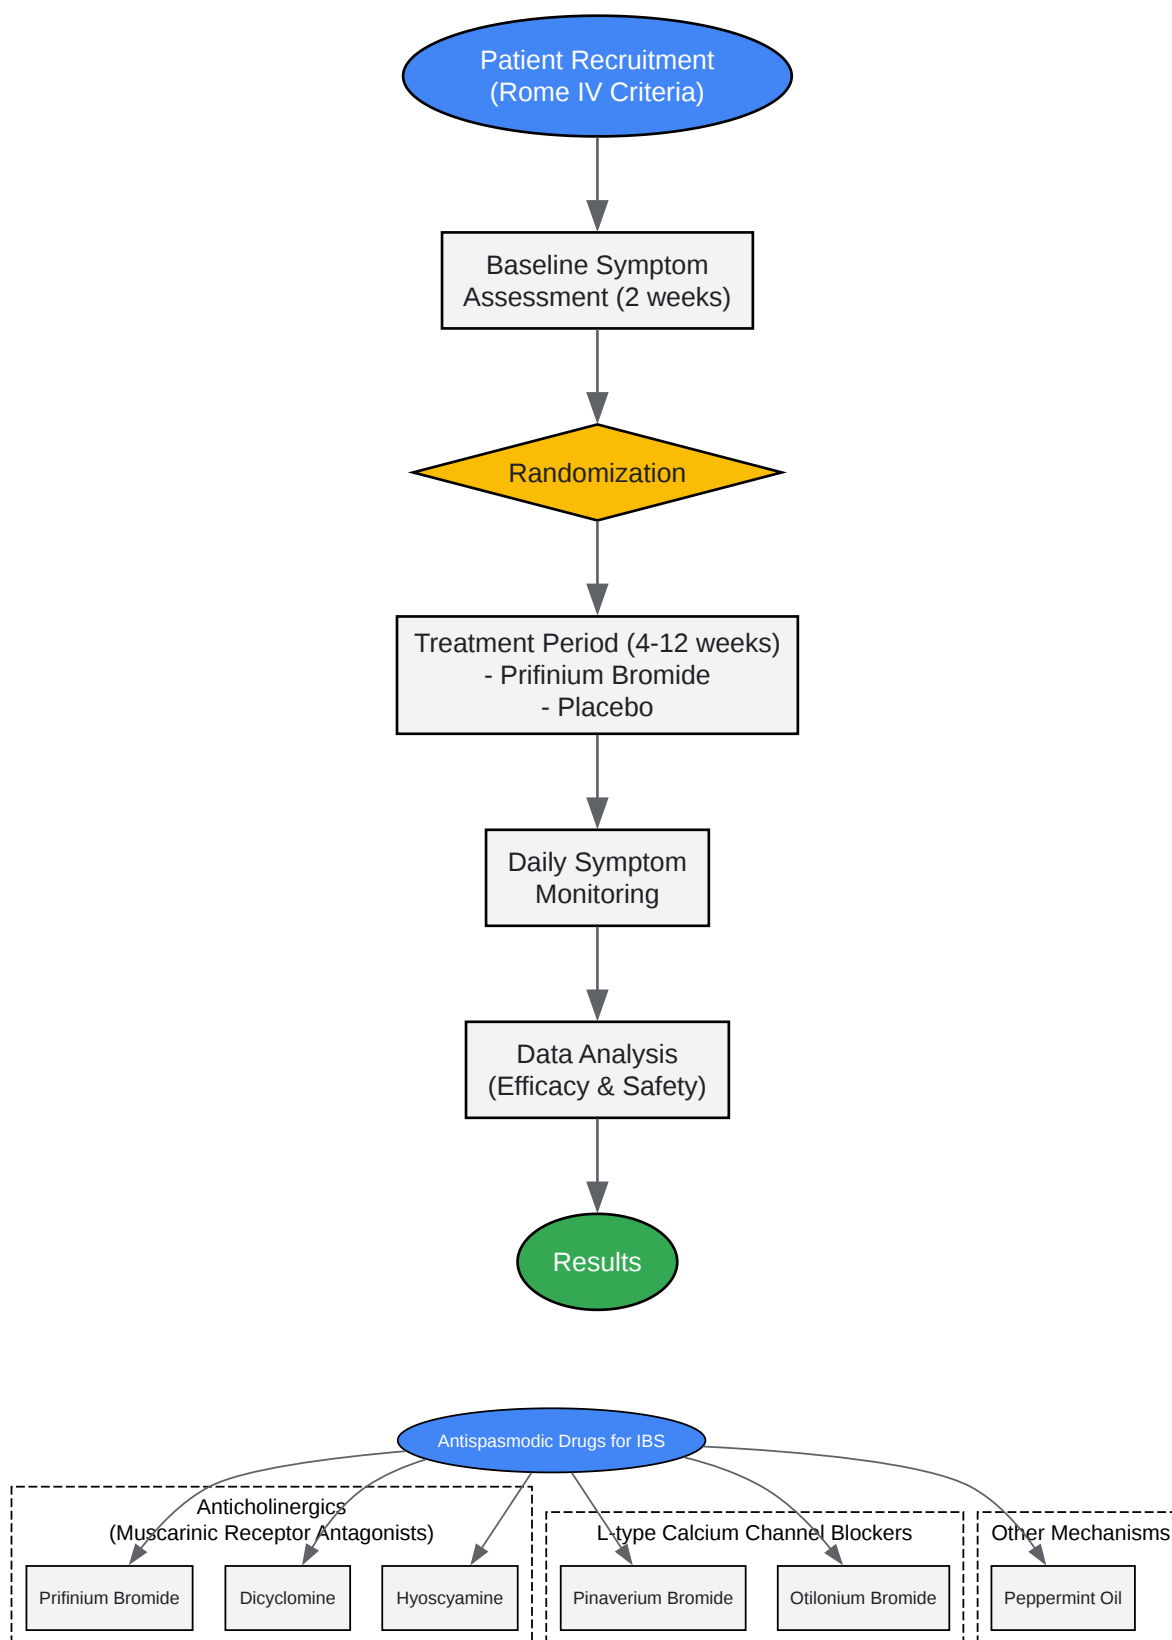 Patient Recruitment
(Rome IV Criteria)
Baseline Symptom
Assessment (2 weeks)
Randomization
Treatment Period (4-12 weeks)
- Prifinium Bromide
- Placebo
Daily Symptom
Monitoring
Data Analysis
(Efficacy & Safety)
Results
Antispasmodic Drugs for IBS
Anticholinergics
(Muscarinic Receptor Antagonists)
L-type Calcium Channel Blockers
Other Mechanisms
Prifinium Bromide
Dicyclomine
Hyoscyamine
Pinaverium Bromide
Otilonium Bromide
Peppermint Oil